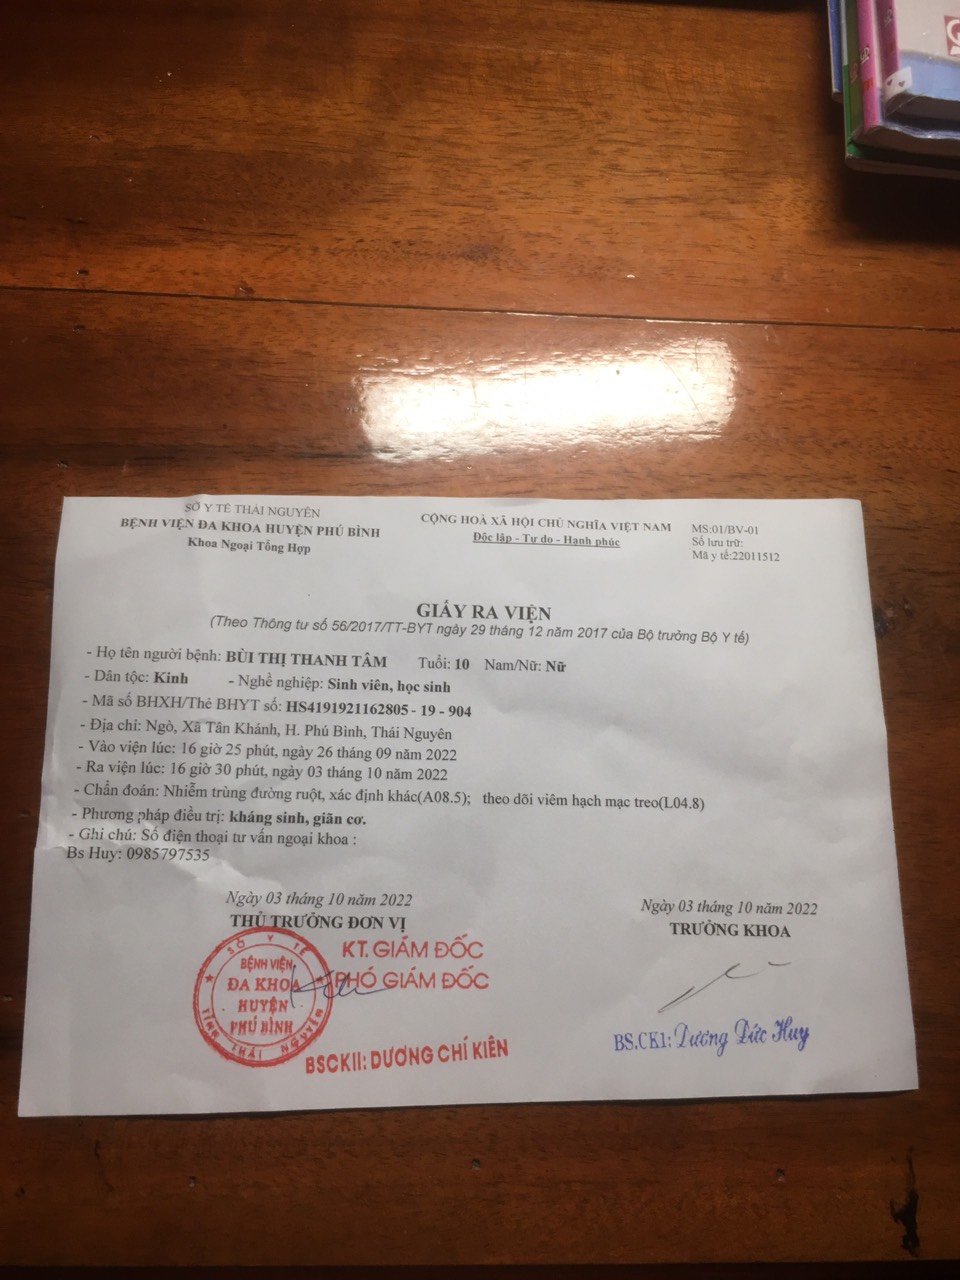 SỞ Y TẾ THÁI NGUYÊN
BỆNH VIỆN ĐA KHOA HUYỆN PHÚ BÌNH
Khoa Ngoại Tổng Hợp
CỘNG HOÀ XÃ HỘI CHỦ NGHĨA VIỆT NAM
Độc lập - Tự do - Hạnh phúc
MS:01/BV-01
Số lưu trữ:
Mã y tế:22011512
GIẤY RA VIỆN
(Theo Thông tư số 56/2017/TT-BYT ngày 29 tháng 12 năm 2017 của Bộ trưởng Bộ Y tế)
- Họ tên người bệnh: BÙI THỊ THANH TÂM Tuổi: 10 Nam/Nữ: Nữ
- Dân tộc: Kinh - Nghề nghiệp: Sinh viên, học sinh
- Mã số BHXH/Thẻ BHYT số: HS4191921162805 - 19 - 904
- Địa chỉ: Ngò, Xã Tân Khánh, H. Phú Bình, Thái Nguyên
- Vào viện lúc: 16 giờ 25 phút, ngày 26 tháng 09 năm 2022
- Ra viện lúc: 16 giờ 30 phút, ngày 03 tháng 10 năm 2022
- Chẩn đoán: Nhiễm trùng đường ruột, xác định khác(A08.5); theo dõi viêm hạch mạc treo(L04.8)
- Phương pháp điều trị: kháng sinh, giãn cơ.
- Ghi chú: Số điện thoại tư vấn ngoại khoa :
Bs Huy: 0985797535
Ngày 03 tháng 10 năm 2022
THỦ TRƯỞNG ĐƠN VỊ
KT. GIÁM ĐỐC
PHÓ GIÁM ĐỐC
SỞ Y TẾ
BỆNH VIỆN
ĐA KHOA
HUYỆN
PHÚ BÌNH
TỈNH THÁI NGUYÊN
BSCKII: DƯƠNG CHÍ KIÊN
Ngày 03 tháng 10 năm 2022
TRƯỞNG KHOA
BS.CK1: Dương Đức Huy